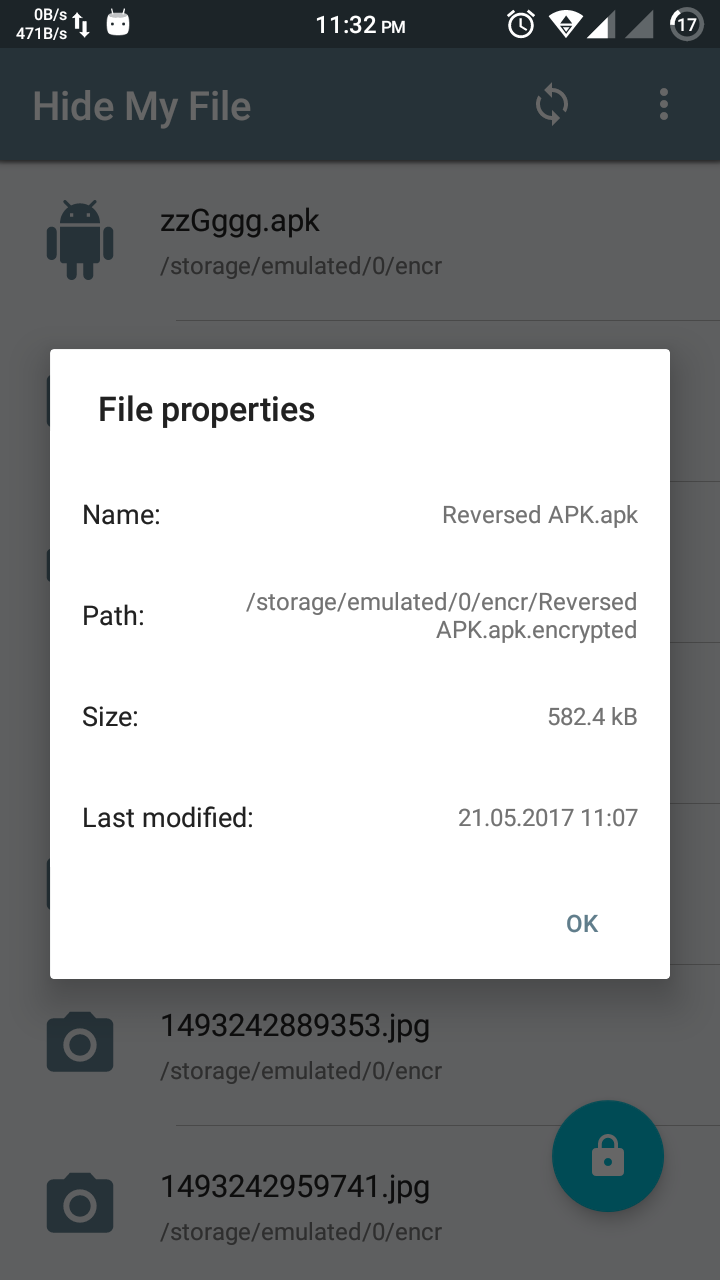 0B/s
471B/s
11:32 PM
17
Hide My File
zzGggg.apk
/storage/emulated/0/encr
File properties
Name: Reversed APK.apk
Path: /storage/emulated/0/encr/Reversed
APK.apk.encrypted
Size: 582.4 kB
Last modified: 21.05.2017 11:07
OK
1493242889353.jpg
/storage/emulated/0/encr
1493242959741.jpg
/storage/emulated/0/encr